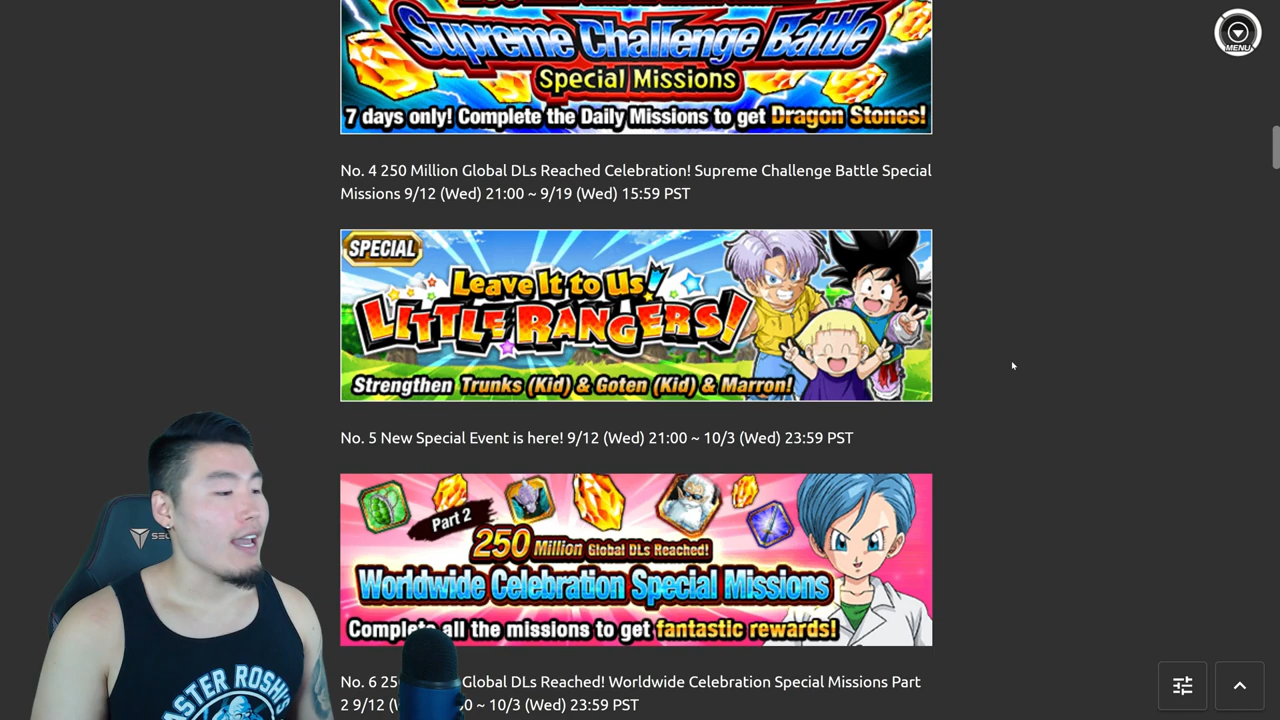 Supreme Challenge Battle
Special Missions
7 days only! Complete the Daily Missions to get Dragon Stones!
MENU
No. 4 250 Million Global DLs Reached Celebration! Supreme Challenge Battle Special
Missions 9/12 (Wed) 21:00 ~ 9/19 (Wed) 15:59 PST
SPECIAL
Leave It to Us!
LITTLE RANGERS!
Strengthen Trunks (Kid) & Goten (Kid) & Marron!
No. 5 New Special Event is here! 9/12 (Wed) 21:00 ~ 10/3 (Wed) 23:59 PST
Part 2
250 Million Global DLs Reached!
Worldwide Celebration Special Missions
Complete all the missions to get fantastic rewards!
No. 6 25 Global DLs Reached! Worldwide Celebration Special Missions Part
2 9/12 ( 0 ~ 10/3 (Wed) 23:59 PST
SEC
MASTER ROSHI'S